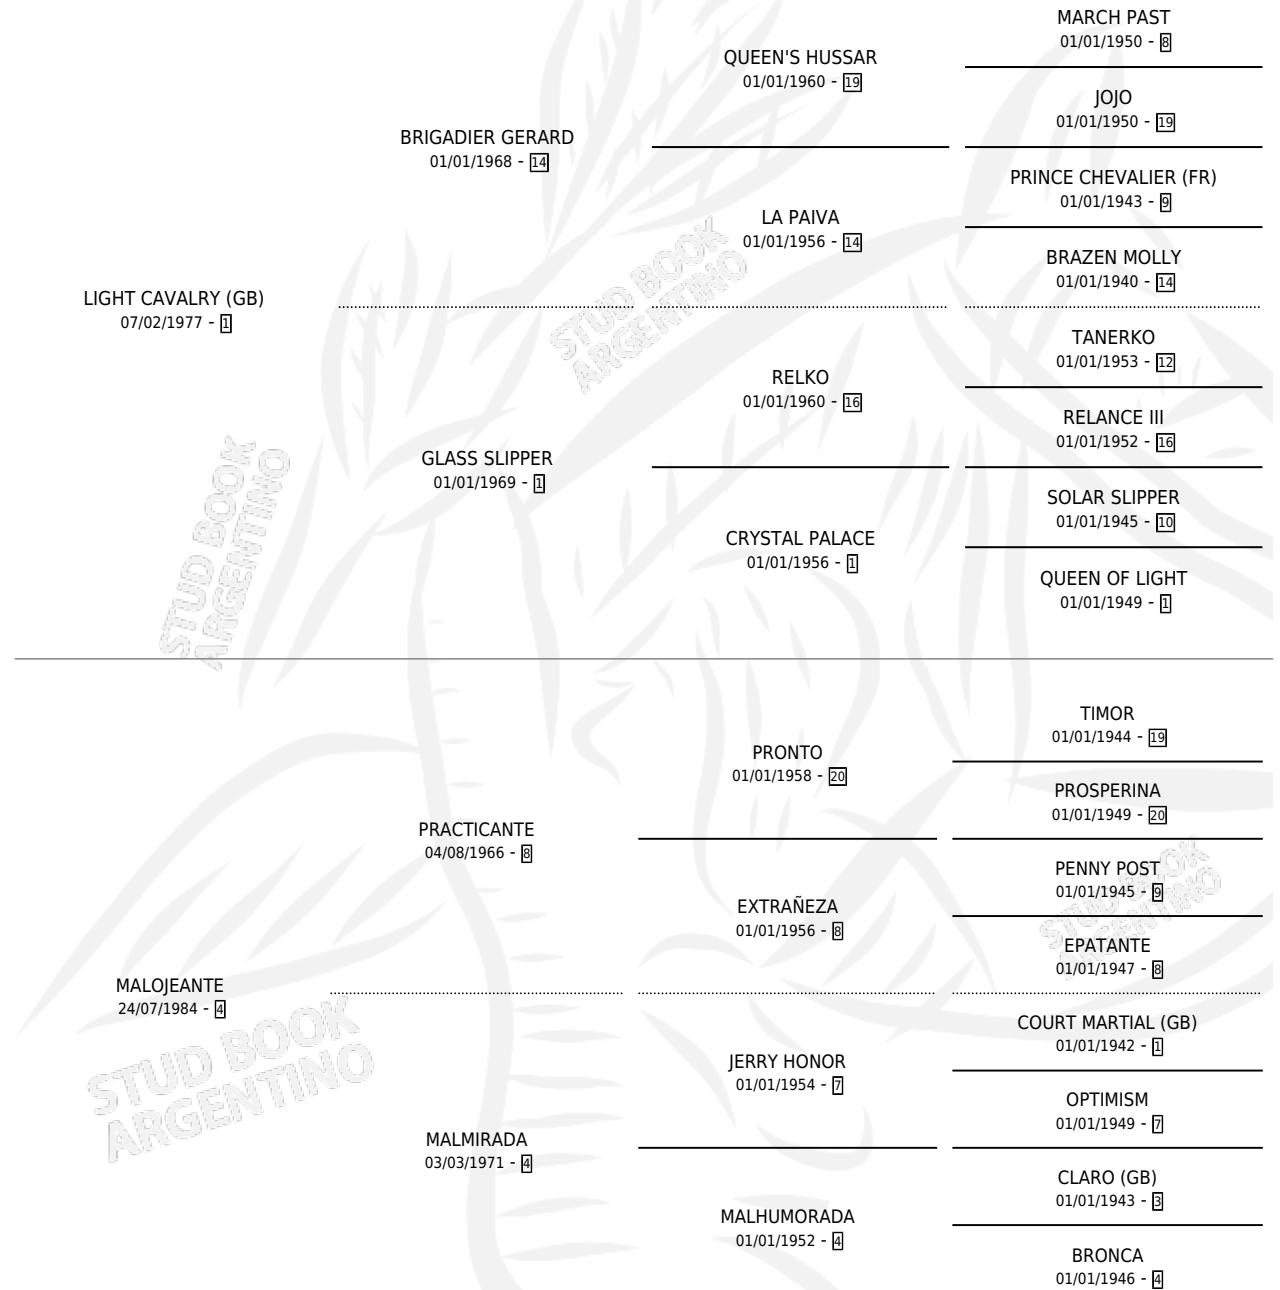 MARCH PAST
01/01/1950 - 8
QUEEN'S HUSSAR
01/01/1960 - 19
JOJO
01/01/1950 - 19
BRIGADIER GERARD
01/01/1968 - 14
PRINCE CHEVALIER (FR)
01/01/1943 - 9
LA PAIVA
01/01/1956 - 14
BRAZEN MOLLY
01/01/1940 - 14
LIGHT CAVALRY (GB)
07/02/1977 - 1
STUD BOOK
ARGENTINO
TANERKO
01/01/1953 - 12
RELKO
01/01/1960 - 16
RELANCE III
01/01/1952 - 16
GLASS SLIPPER
01/01/1969 - 1
SOLAR SLIPPER
01/01/1945 - 10
CRYSTAL PALACE
01/01/1956 - 1
QUEEN OF LIGHT
01/01/1949 - 1
STUD BOOK
ARGENTINO
TIMOR
01/01/1944 - 19
PRONTO
01/01/1958 - 20
PROSPERINA
01/01/1949 - 20
PRACTICANTE
04/08/1966 - 8
PENNY POST
01/01/1945 - 9
EXTRAÑEZA
01/01/1956 - 8
EPATANTE
01/01/1947 - 8
STUD BOOK
ARGENTINO
MALOJEANTE
24/07/1984 - 4
COURT MARTIAL (GB)
01/01/1942 - 1
JERRY HONOR
01/01/1954 - 7
OPTIMISM
01/01/1949 - 7
STUD BOOK
ARGENTINO
MALMIRADA
03/03/1971 - 4
CLARO (GB)
01/01/1943 - 3
MALHUMORADA
01/01/1952 - 4
BRONCA
01/01/1946 - 4